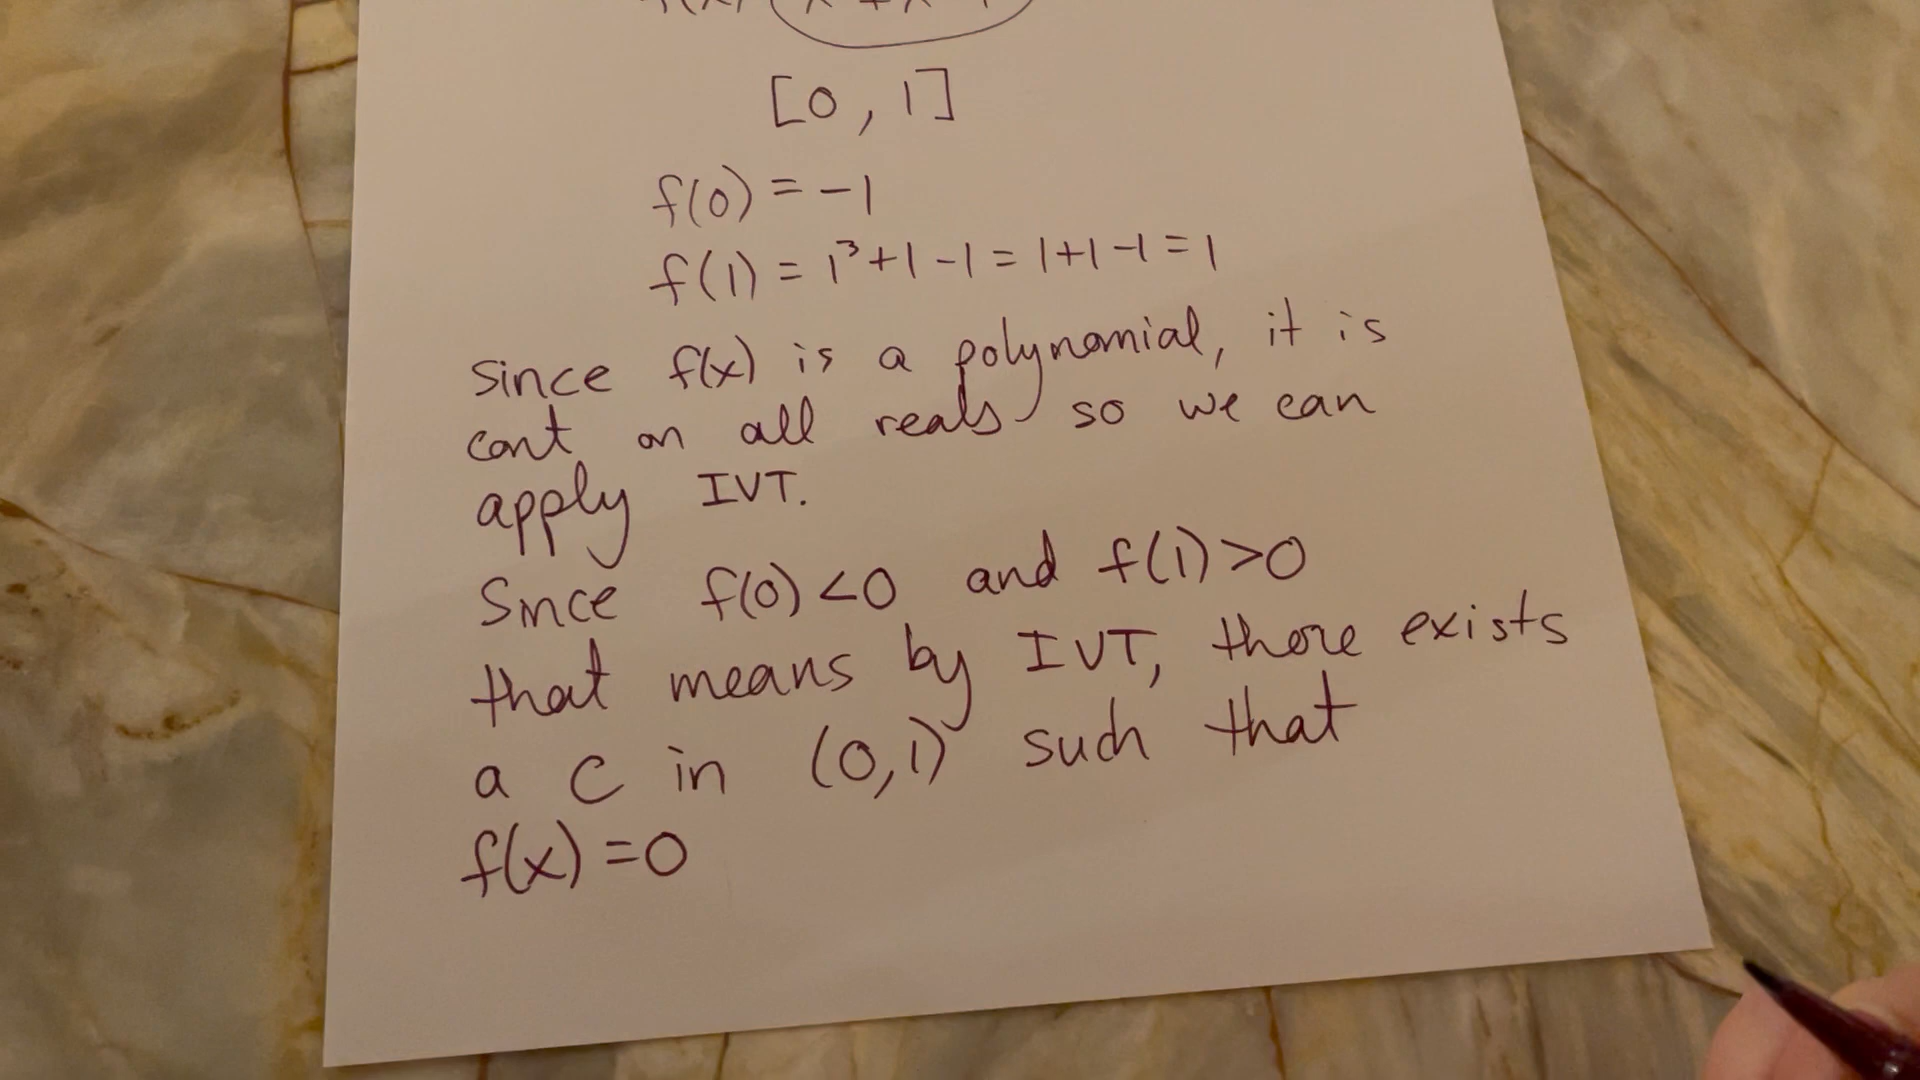 [0, 1]
f(0) = -1
f(1) = 1³+1-1 = 1+1-1 = 1
Since f(x) is a polynomial, it is
cont on all reals so we can
apply IVT.
Since f(0)<0 and f(1)>0
that means by IVT, there exists
a c in (0,1) such that
f(x)=0